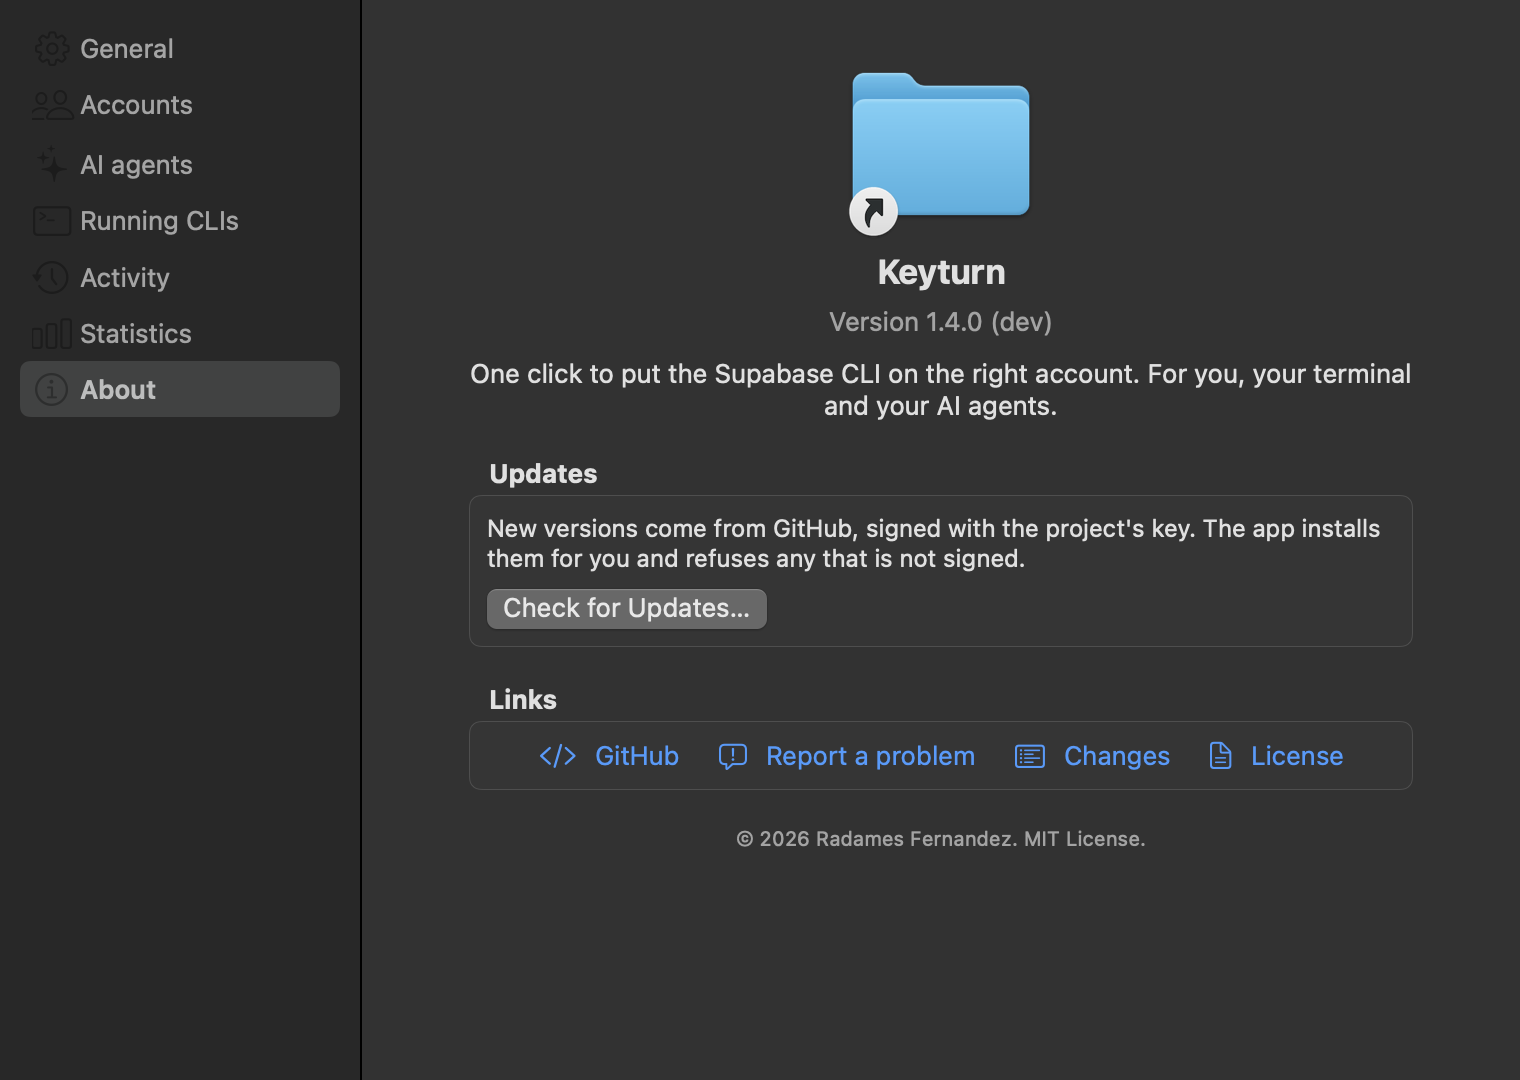 General
Accounts
AI agents
Running CLIs
Activity
Statistics
About
Keyturn
Version 1.4.0 (dev)
One click to put the Supabase CLI on the right account. For you, your terminal
and your AI agents.
Updates
New versions come from GitHub, signed with the project's key. The app installs
them for you and refuses any that is not signed.
Check for Updates...
Links
GitHub
Report a problem
Changes
License
© 2026 Radames Fernandez. MIT License.